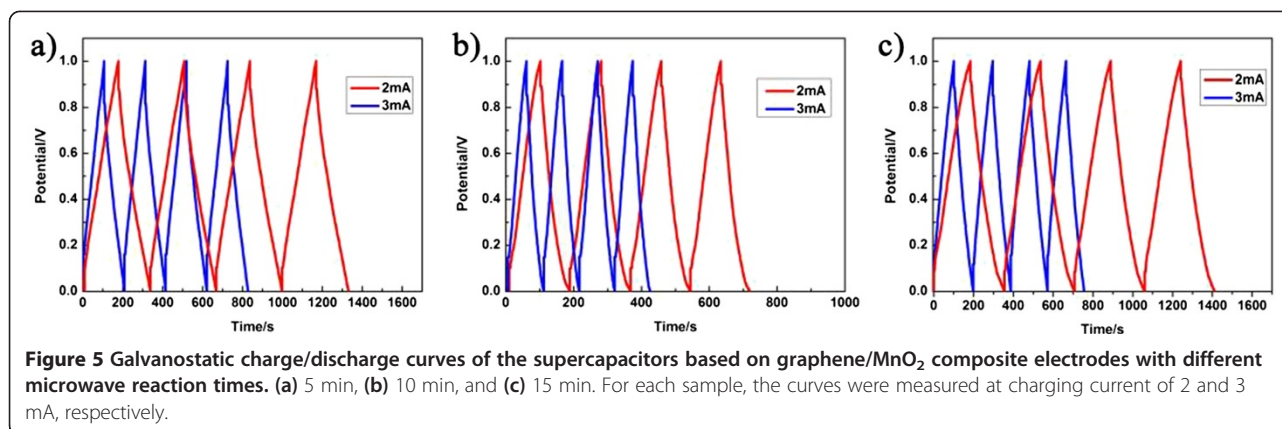 a)
1.0
0.8
0.6
0.4
0.2
0.0
Potential/V
0 200 400 600 800 1000 1200 1400 1600
Time/s
2mA
3mA
b)
1.0
0.8
0.6
0.4
0.2
0.0
Potential/V
0 200 400 600 800 1000
Time/s
2mA
3mA
c)
1.0
0.8
0.6
0.4
0.2
0.0
Potential/V
0 200 400 600 800 1000 1200 1400 1600
Time/s
2mA
3mA
Figure 5 Galvanostatic charge/discharge curves of the supercapacitors based on graphene/MnO₂ composite electrodes with different
microwave reaction times. (a) 5 min, (b) 10 min, and (c) 15 min. For each sample, the curves were measured at charging current of 2 and 3
mA, respectively.